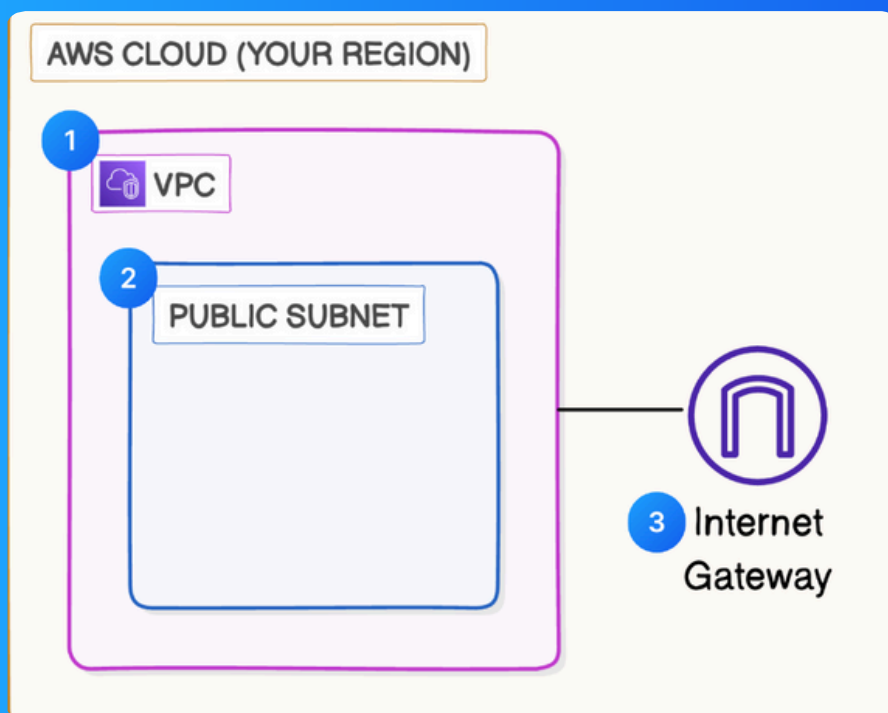 AWS CLOUD (YOUR REGION)
1
VPC
2
PUBLIC SUBNET
3 Internet
Gateway